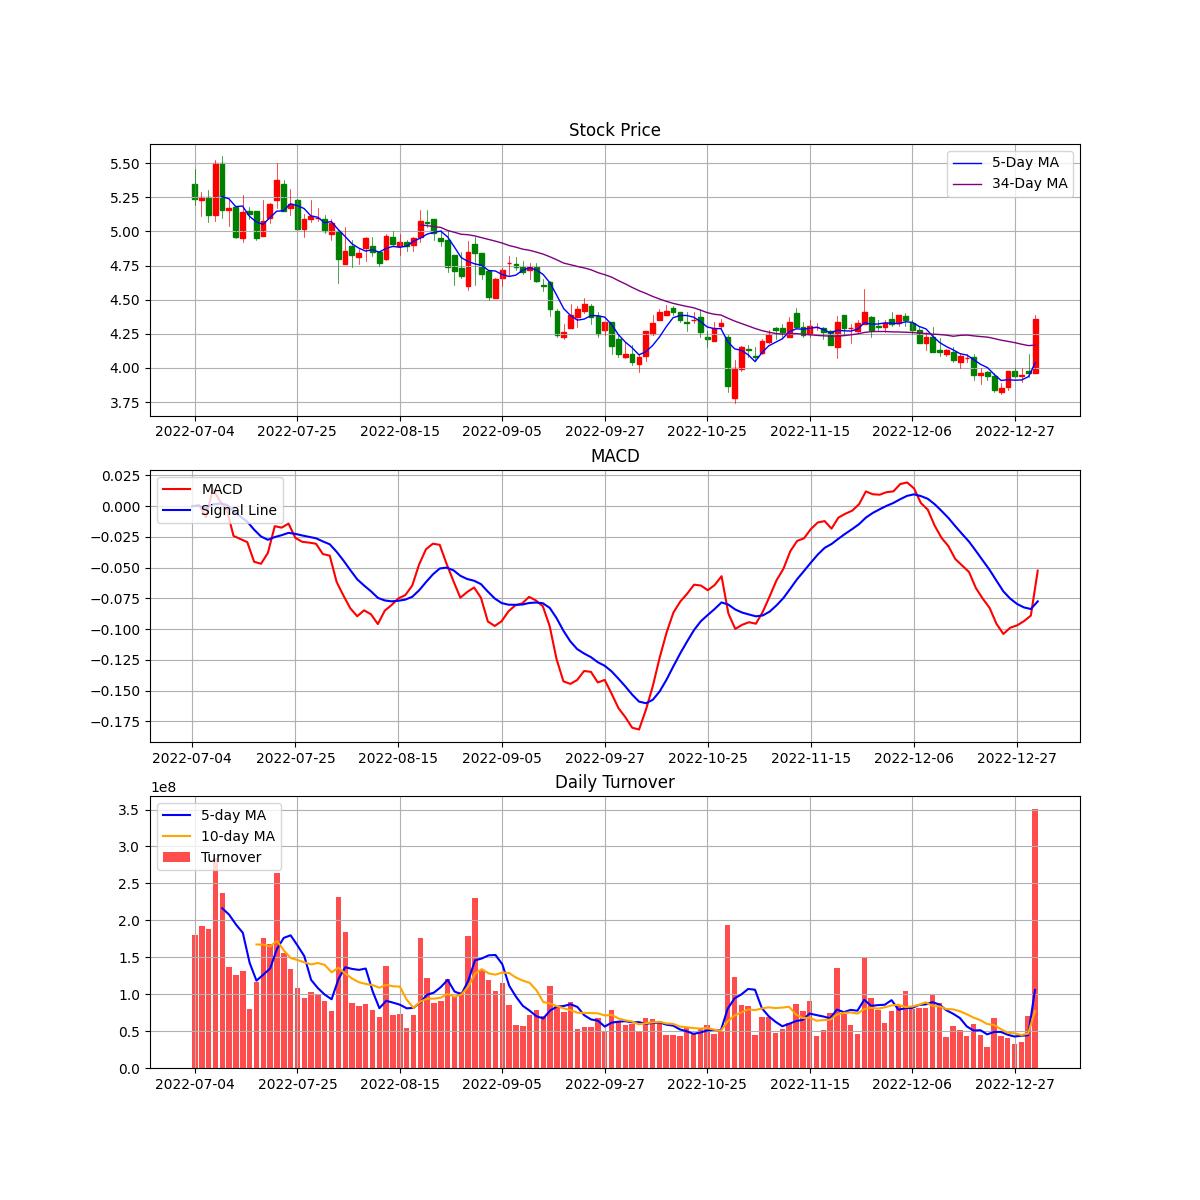 Stock Price
5.50
5.25
5.00
4.75
4.50
4.25
4.00
3.75
5-Day MA
34-Day MA
2022-07-04 2022-07-25 2022-08-15 2022-09-05 2022-09-27 2022-10-25 2022-11-15 2022-12-06 2022-12-27
MACD
0.025
0.000
−0.025
−0.050
−0.075
−0.100
−0.125
−0.150
−0.175
MACD
Signal Line
2022-07-04 2022-07-25 2022-08-15 2022-09-05 2022-09-27 2022-10-25 2022-11-15 2022-12-06 2022-12-27
Daily Turnover
1e8
3.5
3.0
2.5
2.0
1.5
1.0
0.5
0.0
5-day MA
10-day MA
Turnover
2022-07-04 2022-07-25 2022-08-15 2022-09-05 2022-09-27 2022-10-25 2022-11-15 2022-12-06 2022-12-27